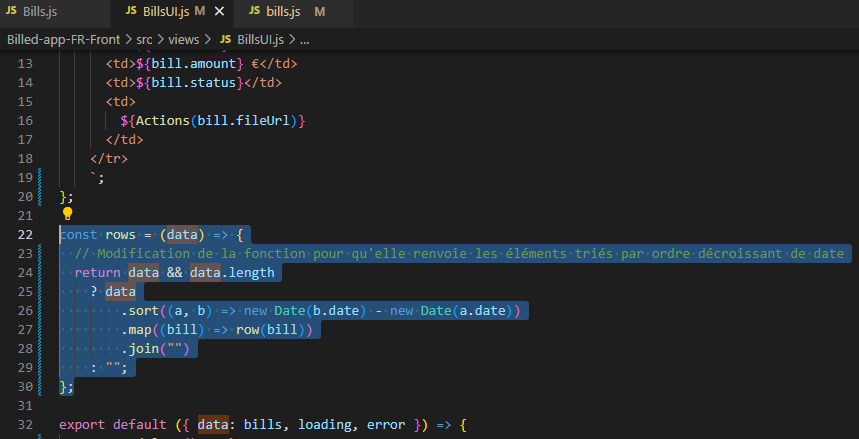 JS Bills.js JS BillsUI.js M × JS bills.js M
Billed-app-FR-Front > src > views > JS BillsUI.js > ...
13 <td>${bill.amount} €</td>
14 <td>${bill.status}</td>
15 <td>
16 ${Actions(bill.fileUrl)}
17 </td>
18 </tr>
19 `;
20 };
21
22 const rows = (data) => {
23 // Modification de la fonction pour qu'elle renvoie les éléments triés par ordre décroissant de date
24 return data && data.length
25 ? data
26 .sort((a, b) => new Date(b.date) - new Date(a.date))
27 .map((bill) => row(bill))
28 .join("")
29 : "";
30 };
31
32 export default ({ data: bills, loading, error }) => {